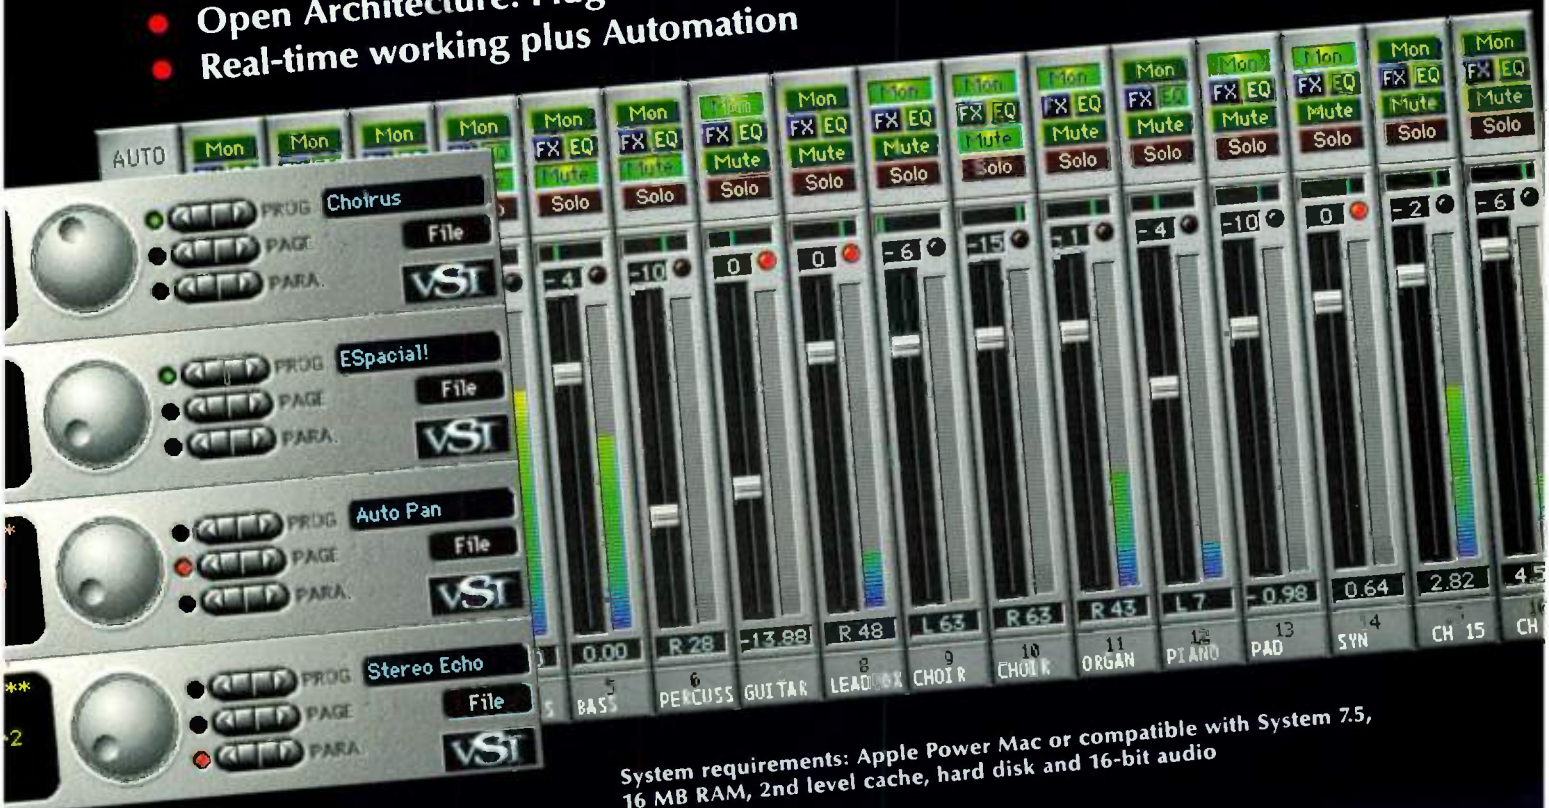 Open Architecture:
Real-time working plus Automation
AUTO Mon Mon Mon Mon Mon Mon Mon Mon Mon Mon Mon Mon Mon Mon Mon
FX EQ FX EQ FX EQ FX EQ FX EQ FX EQ FX EQ FX EQ FX EQ FX EQ FX EQ FX EQ
Mute Mute Mute Mute Mute Mute Mute Mute Mute Mute Mute Mute
Solo Solo Solo Solo Solo Solo Solo Solo Solo Solo Solo Solo
-4 -10 0 0 -6 -15 -1 -4 -10 0 -2 -6
PROG Choirus
PAGE File
PARA. VST
PROG ESpacial!
PAGE File
PARA. VST
PROG Auto Pan
PAGE File
PARA. VST
PROG Stereo Echo
PAGE File
PARA. VST
**
-2
0.00 R 28 -13.88 R 48 L 63 R 63 R 43 L 7 -0.98 0.64 2.82
5 6 8 9 10 11 12 13
BASS PERCUSS GUITAR LEAD CHOIR CHOIR ORGAN PIANO PAD SYN CH 15 CH
System requirements: Apple Power Mac or compatible with System 7.5,
16 MB RAM, 2nd level cache, hard disk and 16-bit audio